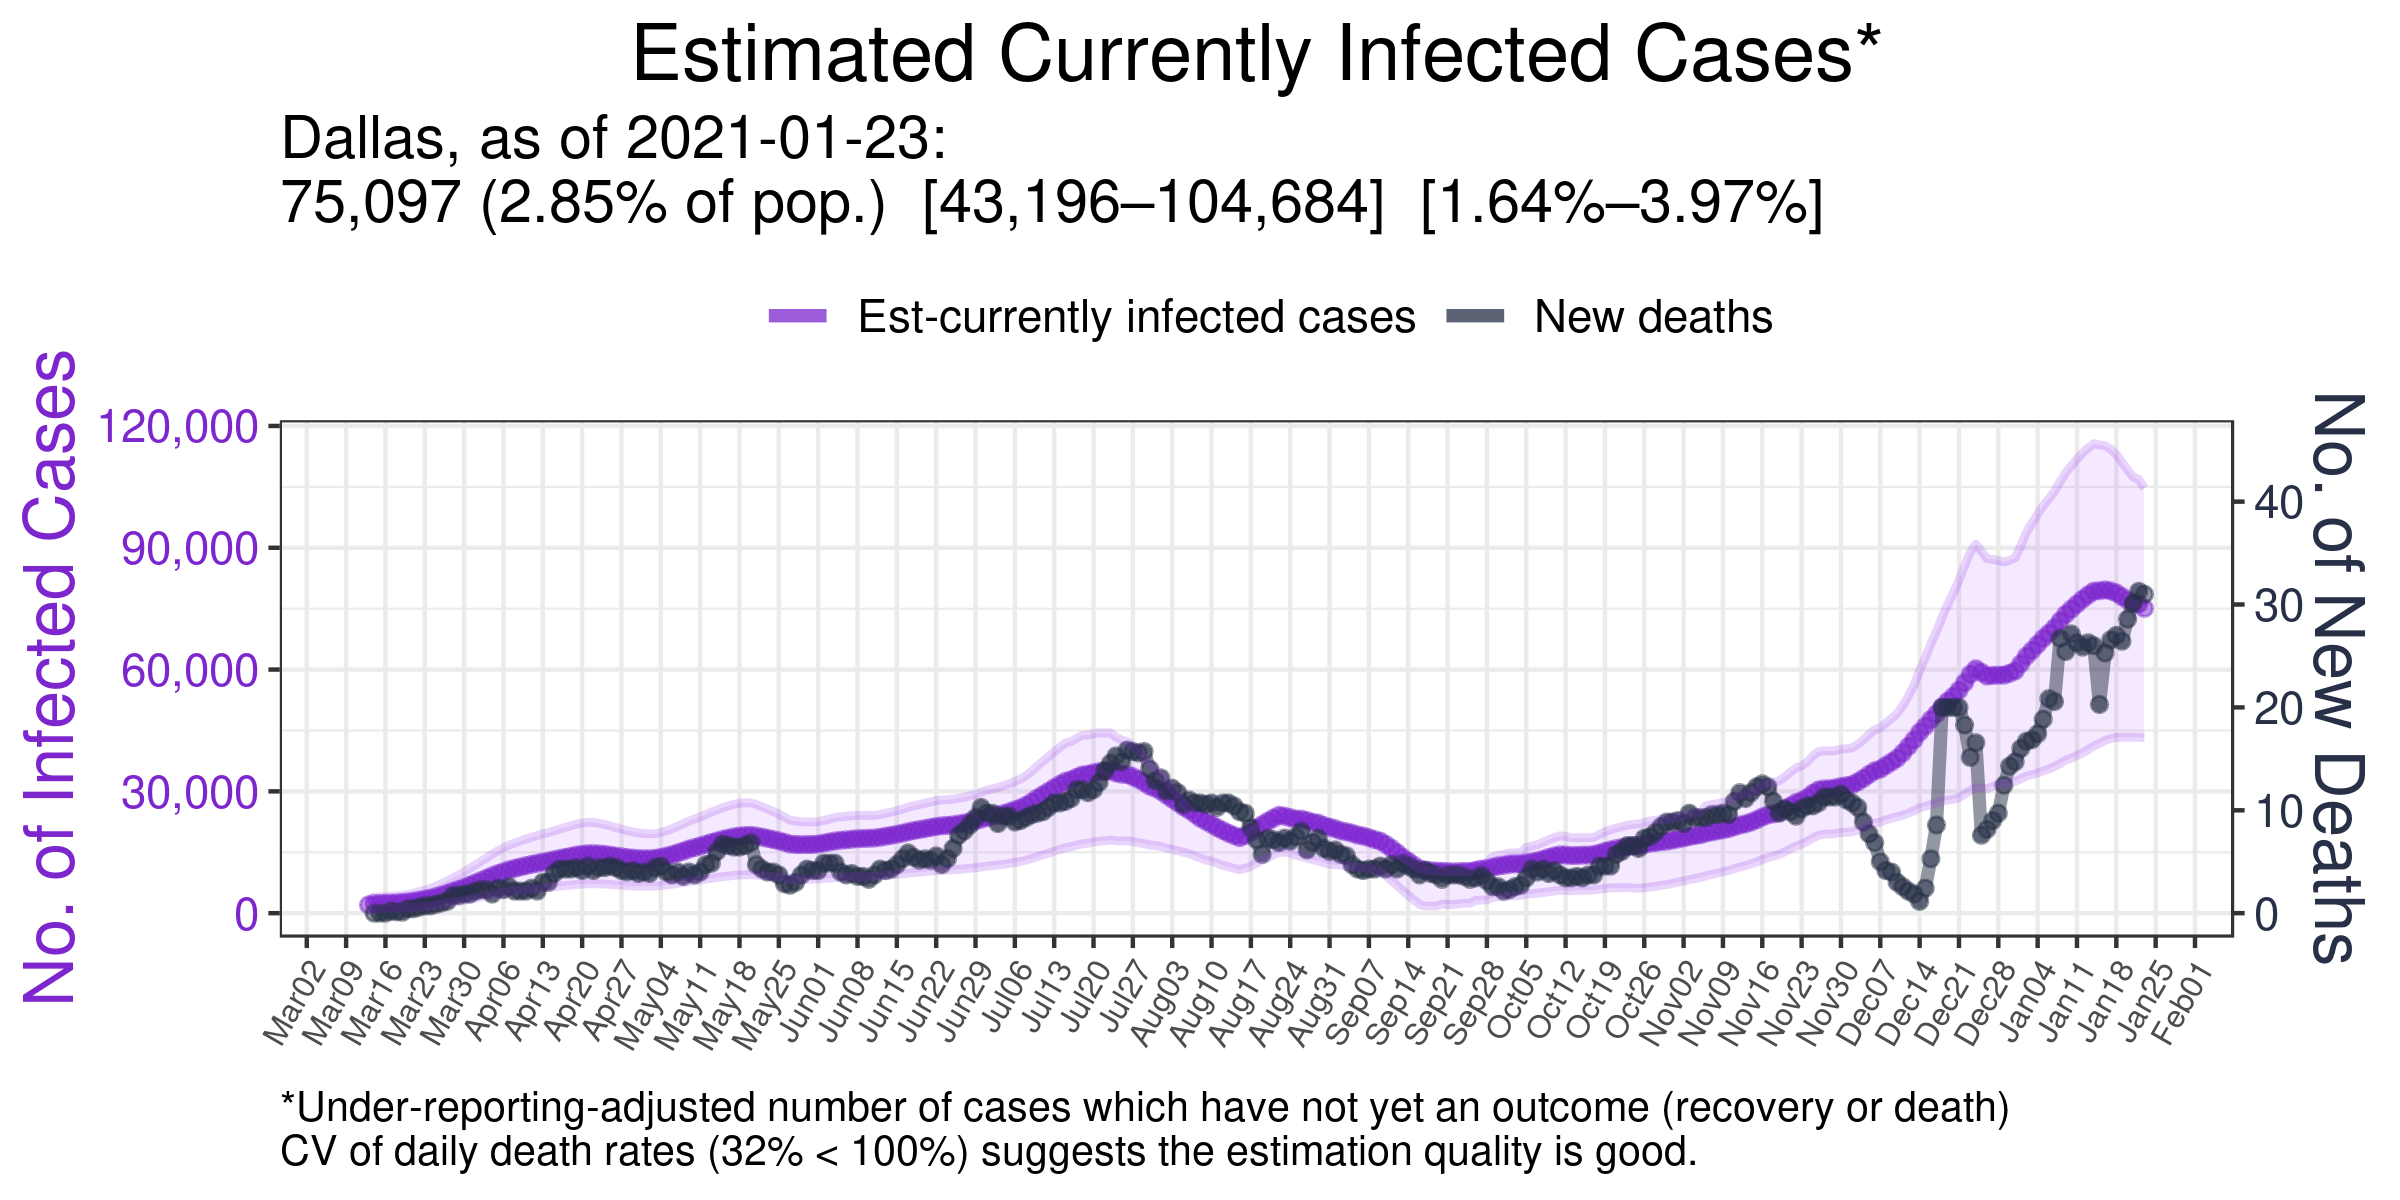 Estimated Currently Infected Cases*
Dallas, as of 2021-01-23:
75,097 (2.85% of pop.) [43,196–104,684] [1.64%–3.97%]
Est-currently infected cases New deaths
No. of Infected Cases
120,000
90,000
60,000
30,000
0
40
30
20
10
0
No. of New Deaths
Mar02 Mar09 Mar16 Mar23 Mar30 Apr06 Apr13 Apr20 Apr27 May04 May11 May18 May25 Jun01 Jun08 Jun15 Jun22 Jun29 Jul06 Jul13 Jul20 Jul27 Aug03 Aug10 Aug17 Aug24 Aug31 Sep07 Sep14 Sep21 Sep28 Oct05 Oct12 Oct19 Oct26 Nov02 Nov09 Nov16 Nov23 Nov30 Dec07 Dec14 Dec21 Dec28 Jan04 Jan11 Jan18 Jan25 Feb01
*Under-reporting-adjusted number of cases which have not yet an outcome (recovery or death)
CV of daily death rates (32% < 100%) suggests the estimation quality is good.